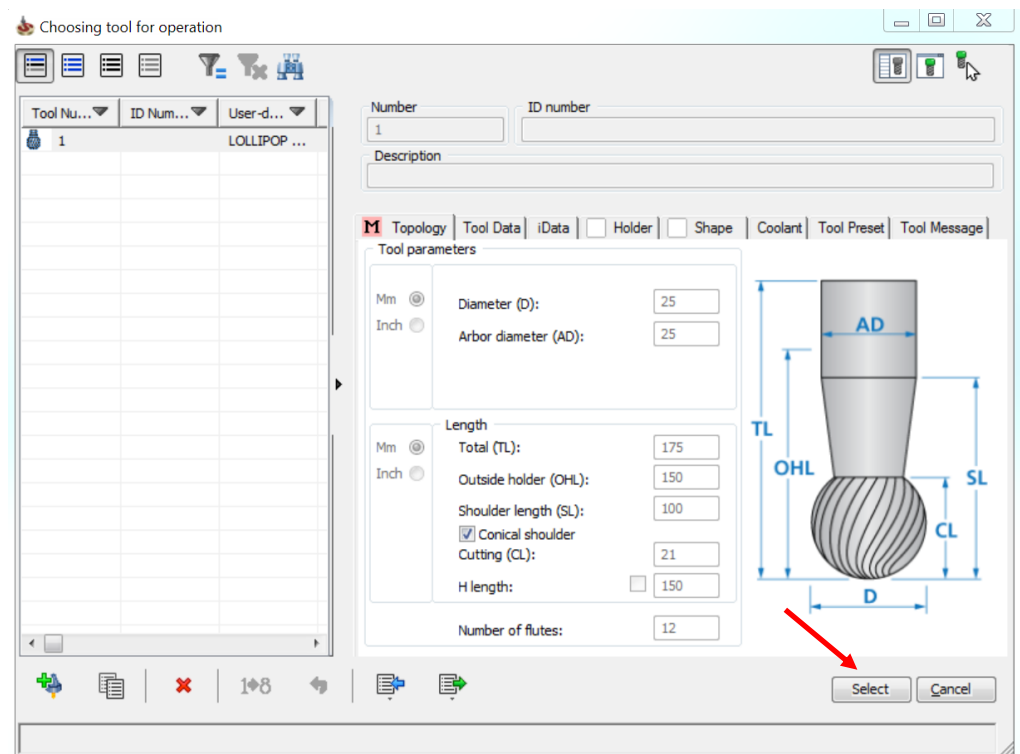 Choosing tool for operation
Tool Nu... ID Num... User-d...
1 LOLLIPOP ...
Number ID number
1
Description
M Topology Tool Data iData Holder Shape Coolant Tool Preset Tool Message
Tool parameters
Mm Diameter (D): 25
Inch Arbor diameter (AD): 25
Length
Mm Total (TL): 175
Inch Outside holder (OHL): 150
Shoulder length (SL): 100
Conical shoulder
Cutting (CL): 21
H length: 150
Number of flutes: 12
AD
TL
OHL
SL
CL
D
1 8
Select Cancel